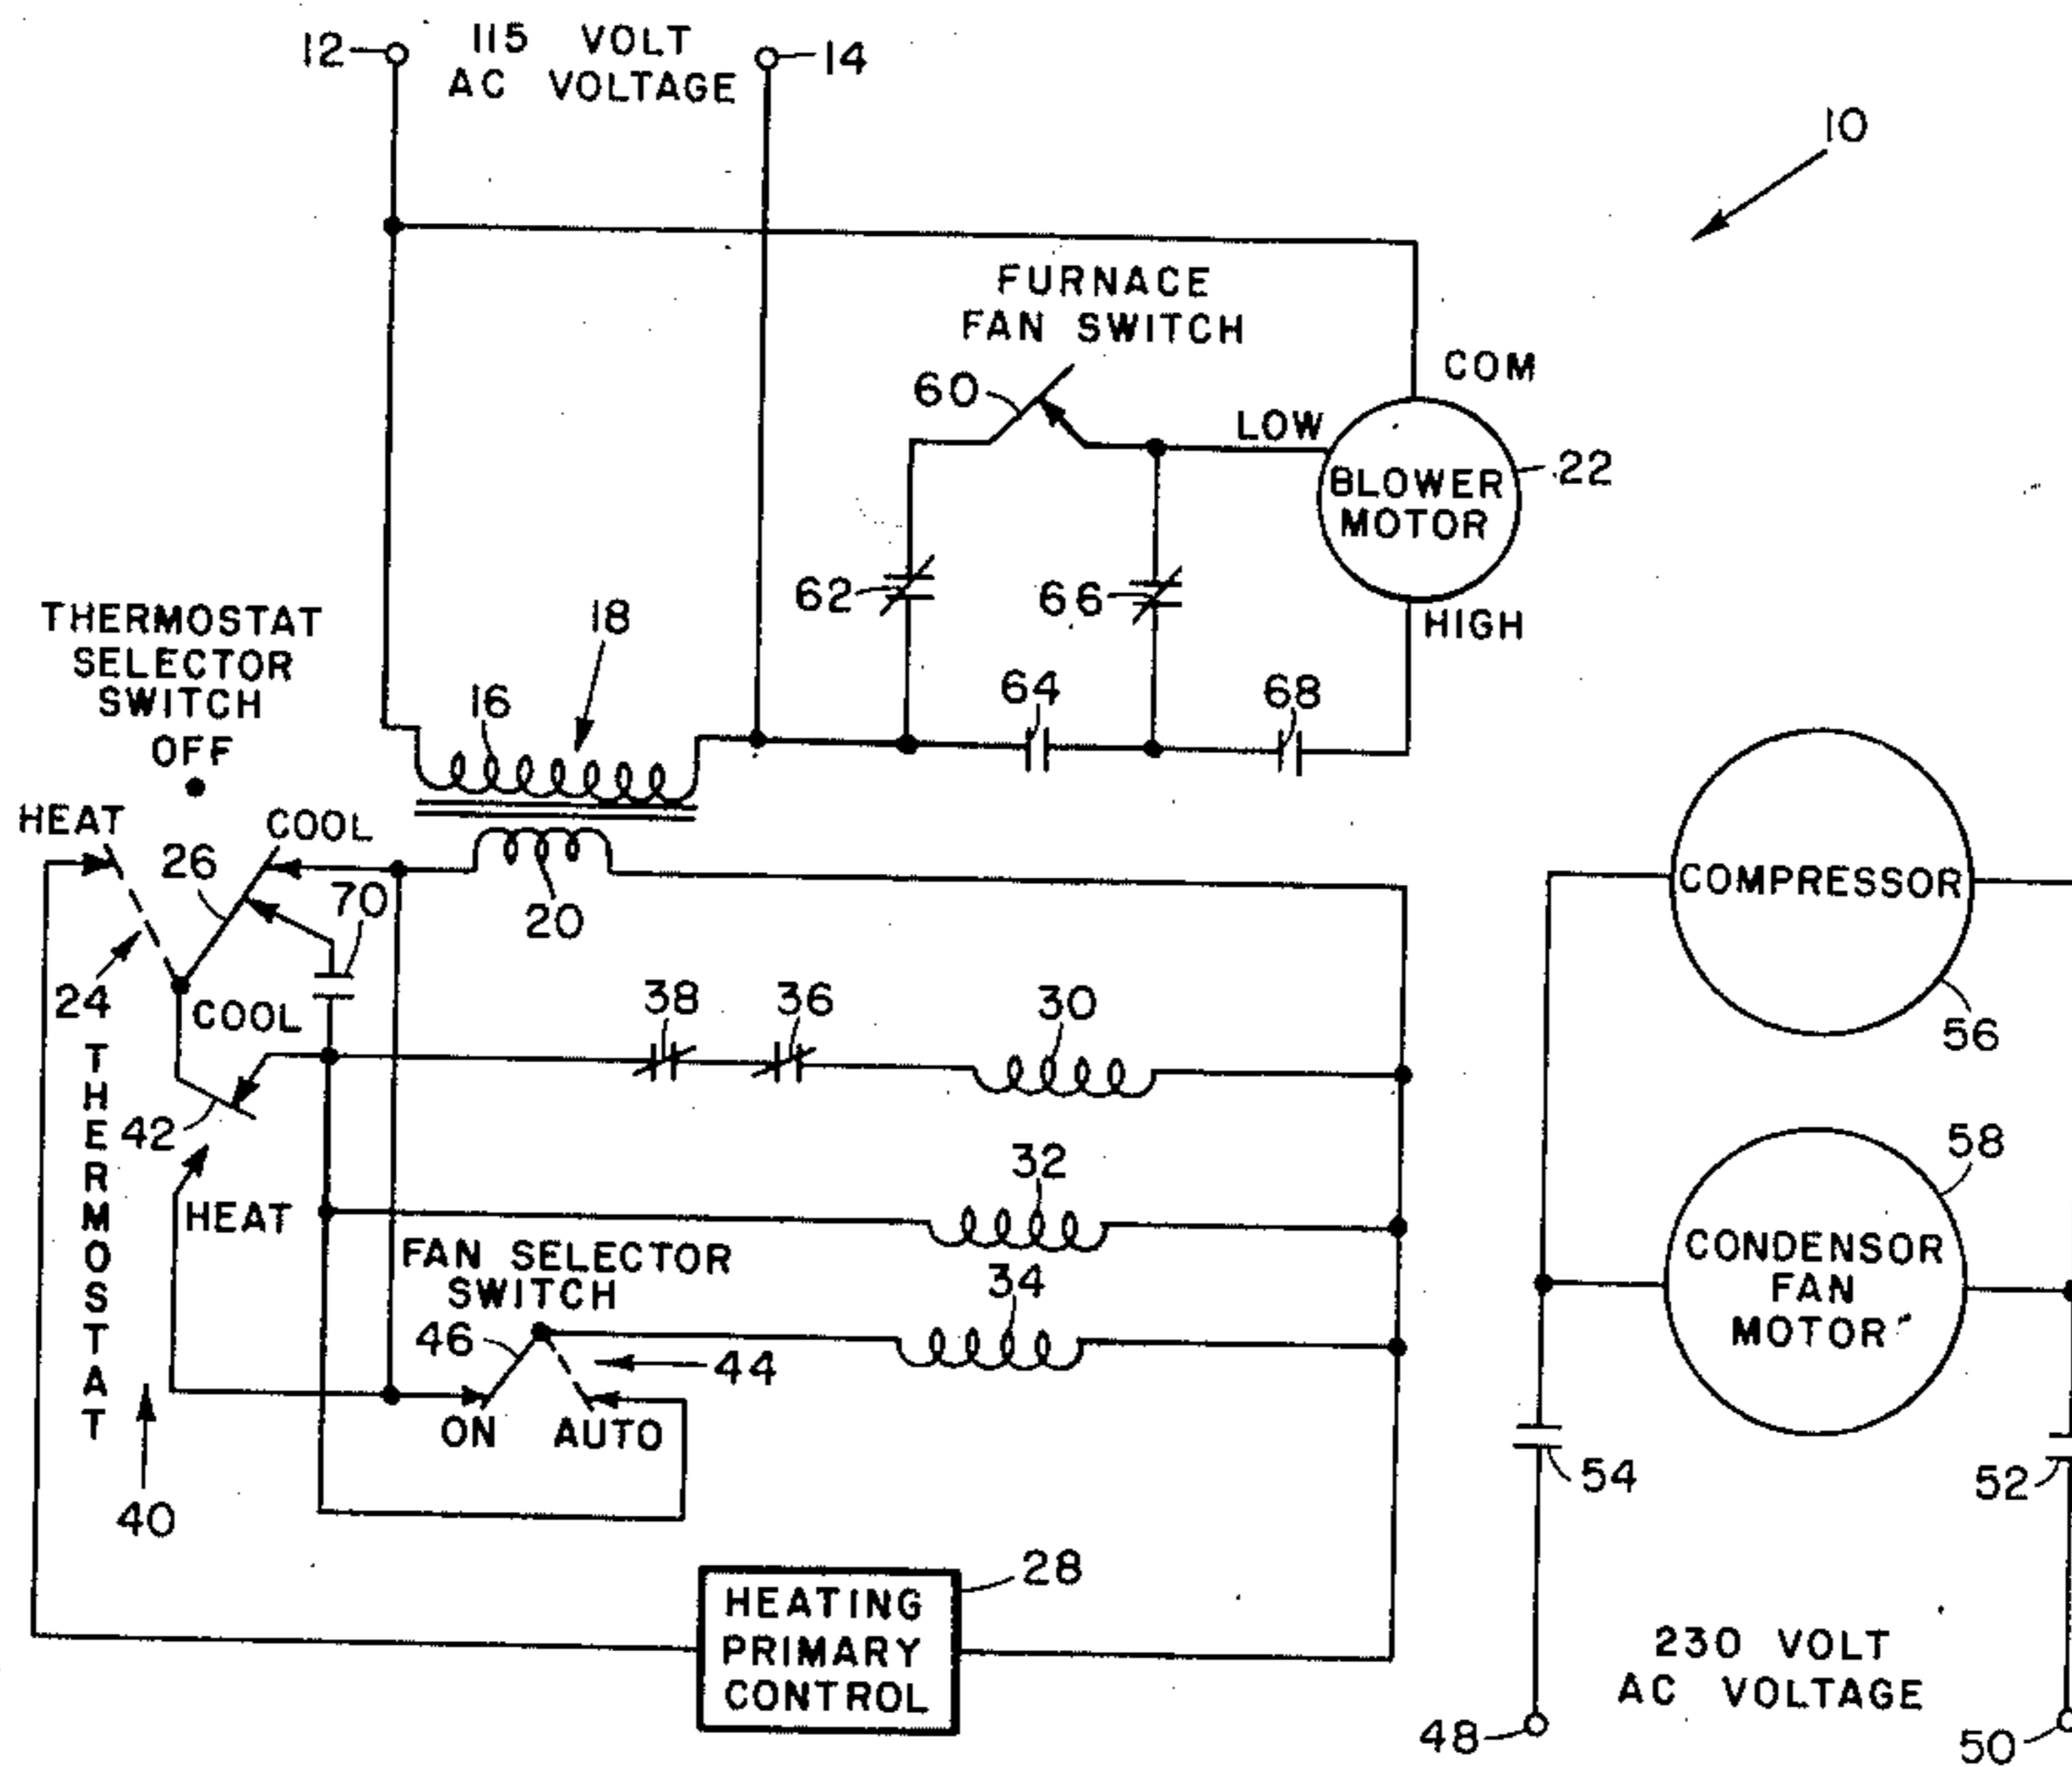 12
115 VOLT
AC VOLTAGE
14
10
FURNACE
FAN SWITCH
COM
60
LOW
22
BLOWER
MOTOR
62
66
HIGH
THERMOSTAT
SELECTOR
SWITCH
OFF
18
16
64
68
HEAT
COOL
26
70
20
COMPRESSOR
24
COOL
38
36
30
56
THERMOSTAT
42
32
58
HEAT
FAN SELECTOR
SWITCH
34
CONDENSOR
FAN
MOTOR
46
44
ON
AUTO
54
52
40
28
HEATING
PRIMARY
CONTROL
230 VOLT
AC VOLTAGE
48
50